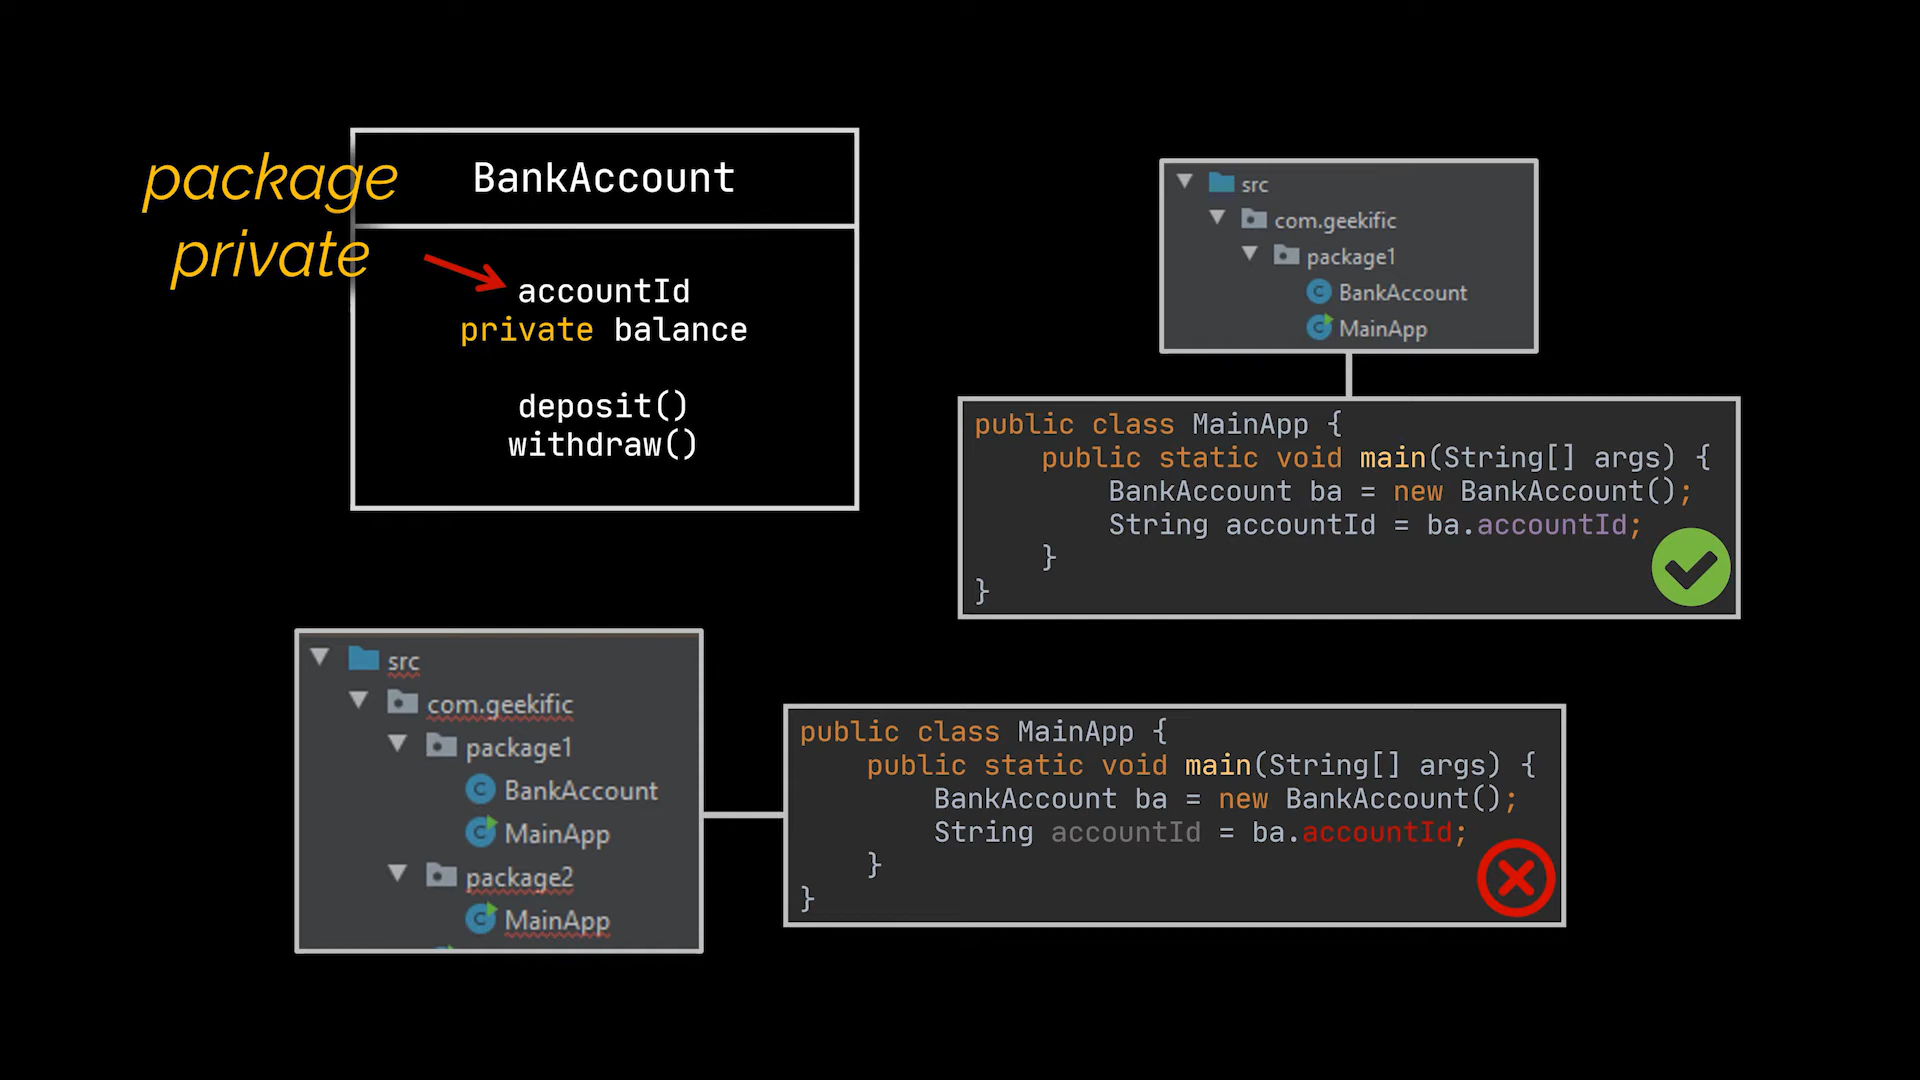 package
private
BankAccount
accountId
private balance
deposit()
withdraw()
src
com.geekific
package1
BankAccount
MainApp
public class MainApp {
public static void main(String[] args) {
BankAccount ba = new BankAccount();
String accountId = ba.accountId;
}
}
src
com.geekific
package1
BankAccount
MainApp
package2
MainApp
public class MainApp {
public static void main(String[] args) {
BankAccount ba = new BankAccount();
String accountId = ba.accountId;
}
}